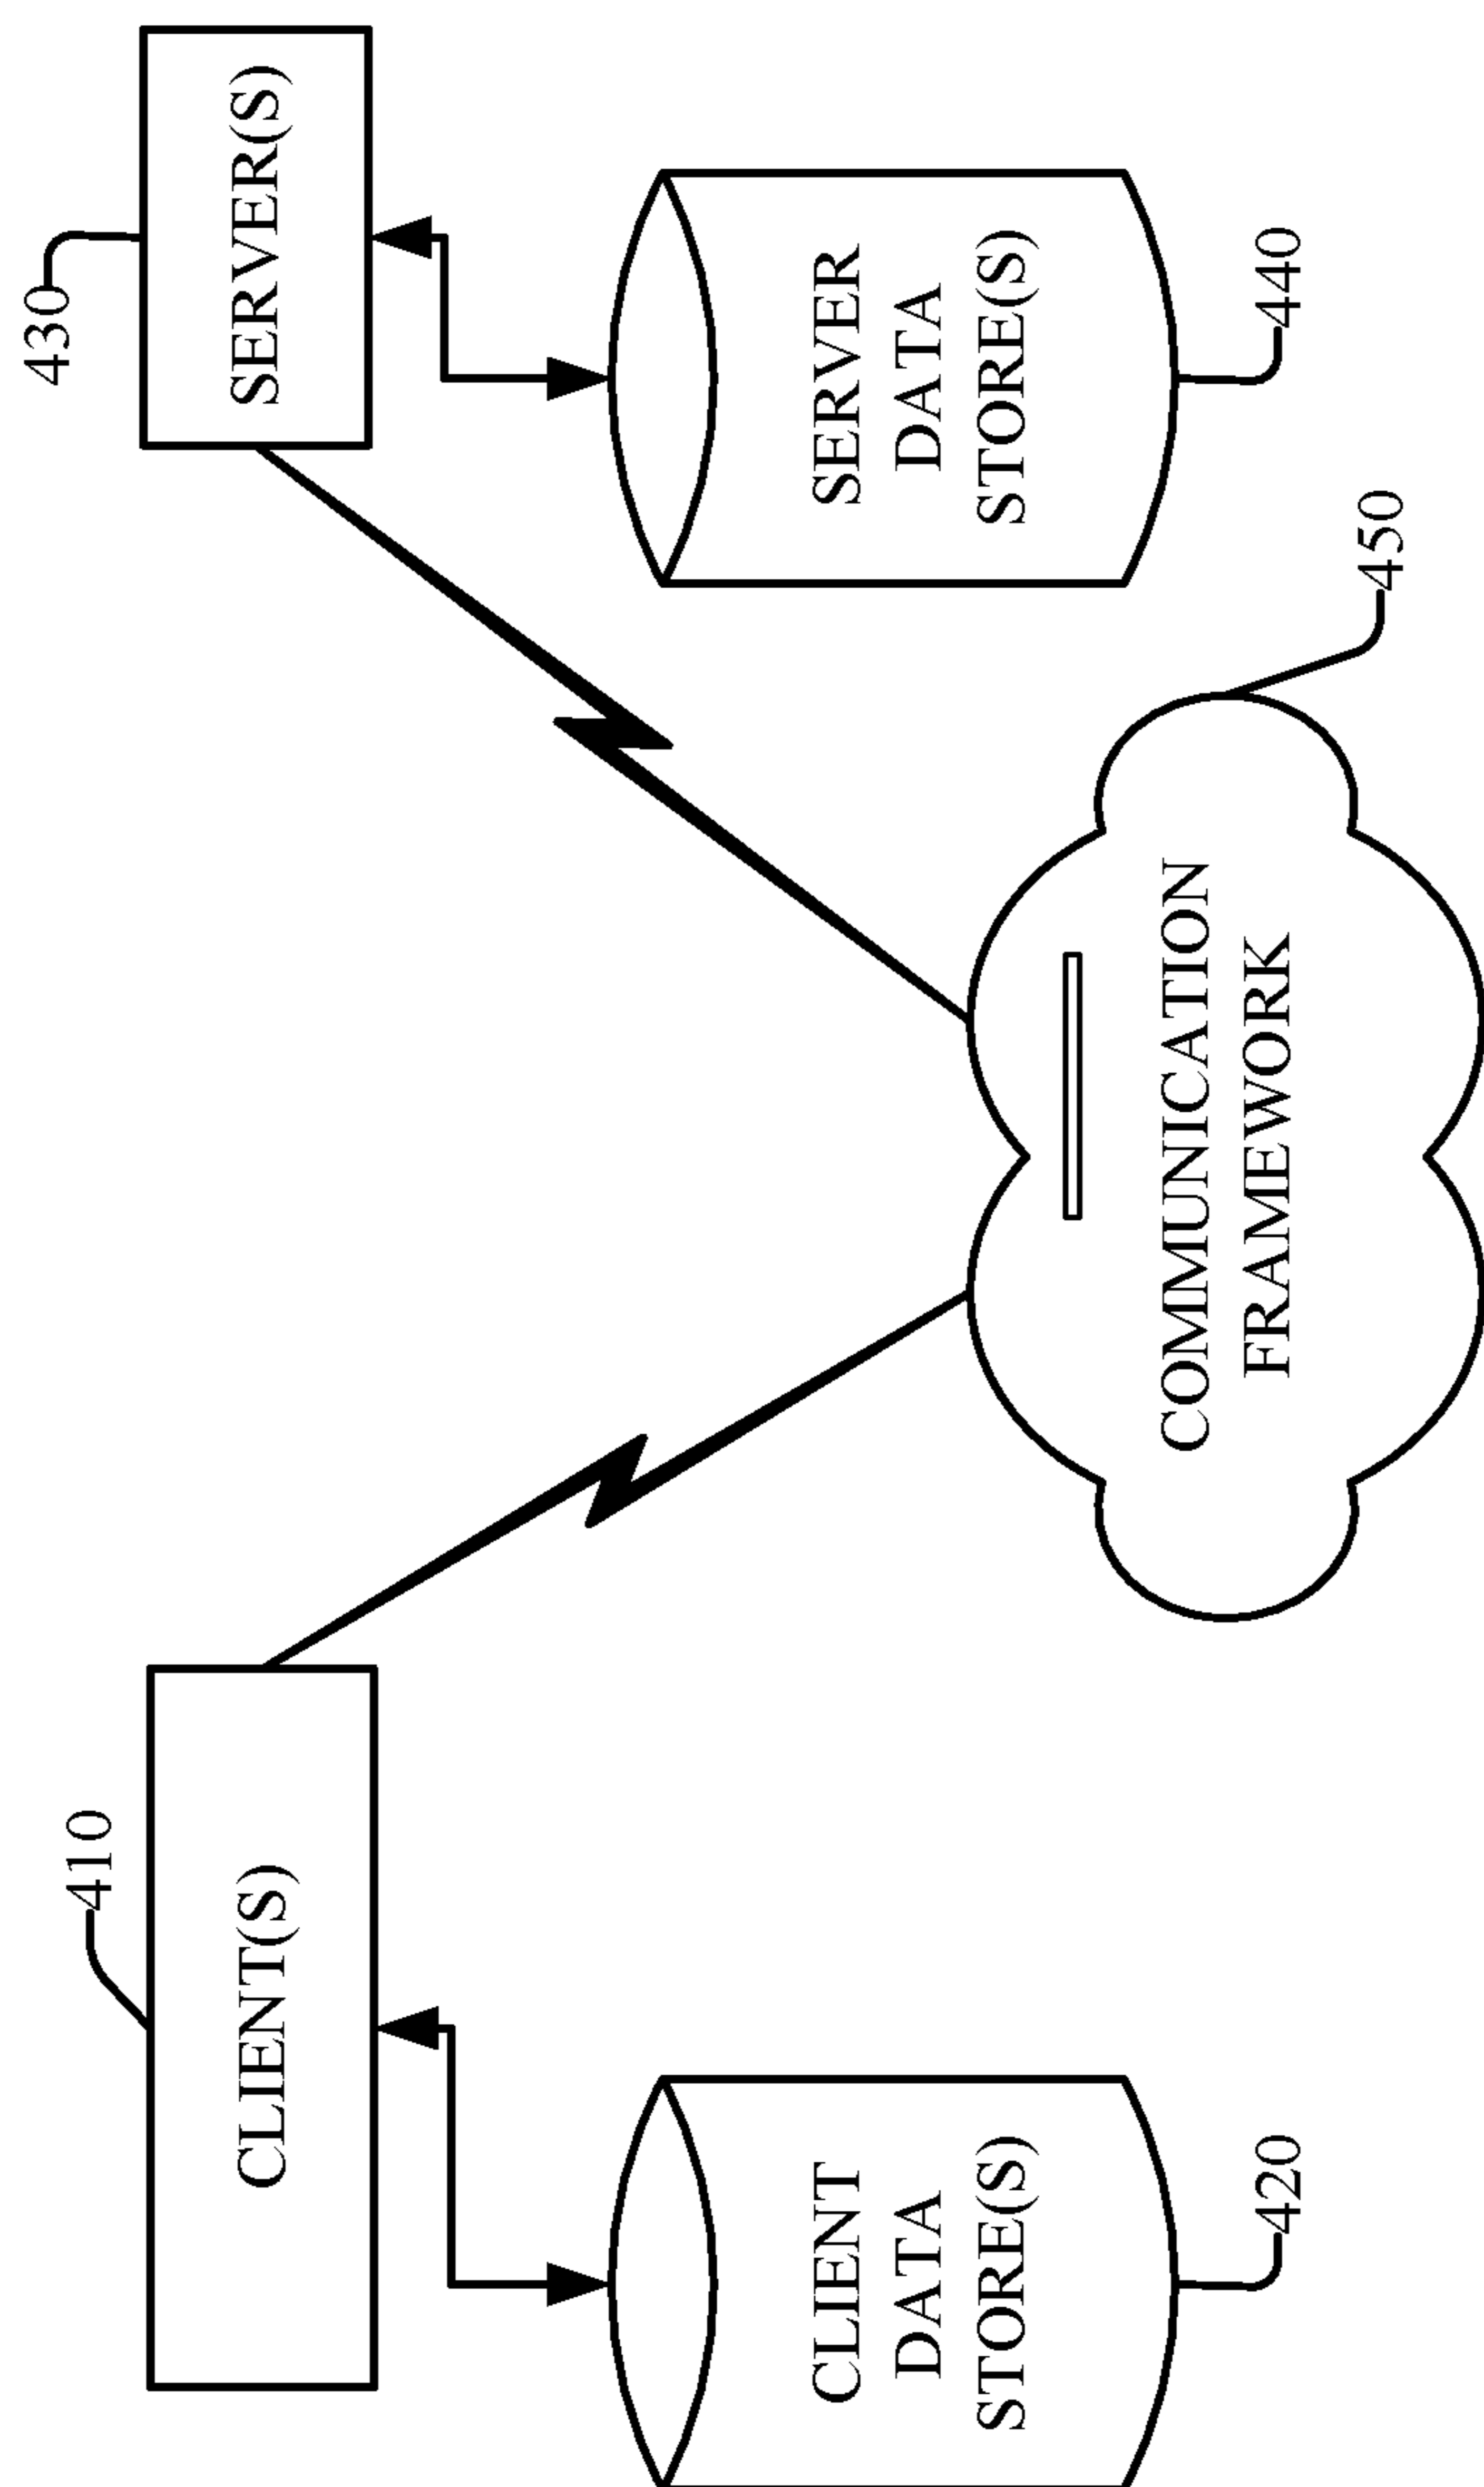 410
CLIENT(S)
430
SERVER(S)
CLIENT
DATA
STORE(S)
420
SERVER
DATA
STORE(S)
440
COMMUNICATION
FRAMEWORK
450